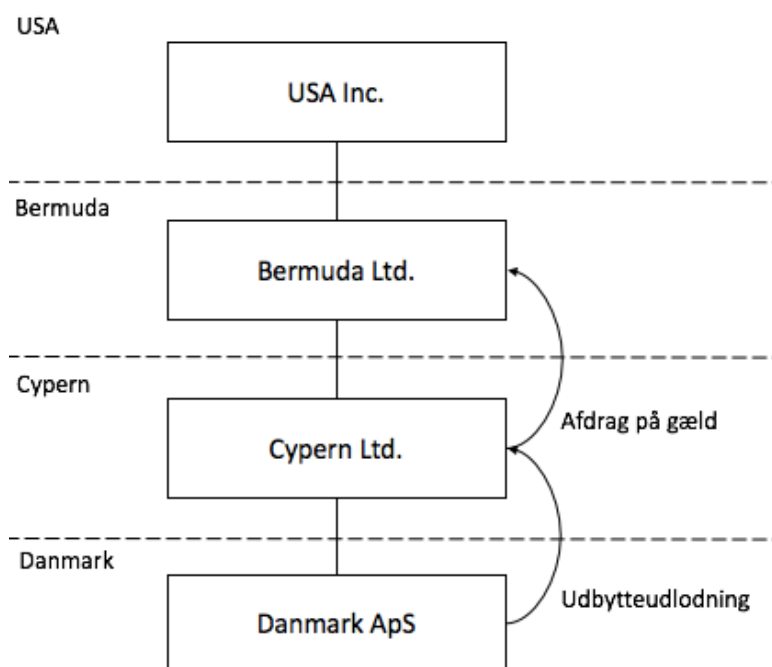 USA
USA Inc.
Bermuda
Bermuda Ltd.
Cypern
Afdrag på gæld
Cypern Ltd.
Danmark
Udbytteudlodning
Danmark ApS